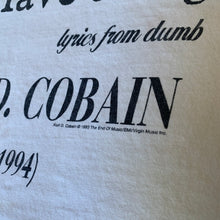 lyrics from dumb
D. COBAIN
Kurt D. Cobain © 1993 The End Of Music/EMI/Virgin Music Inc.
1994)